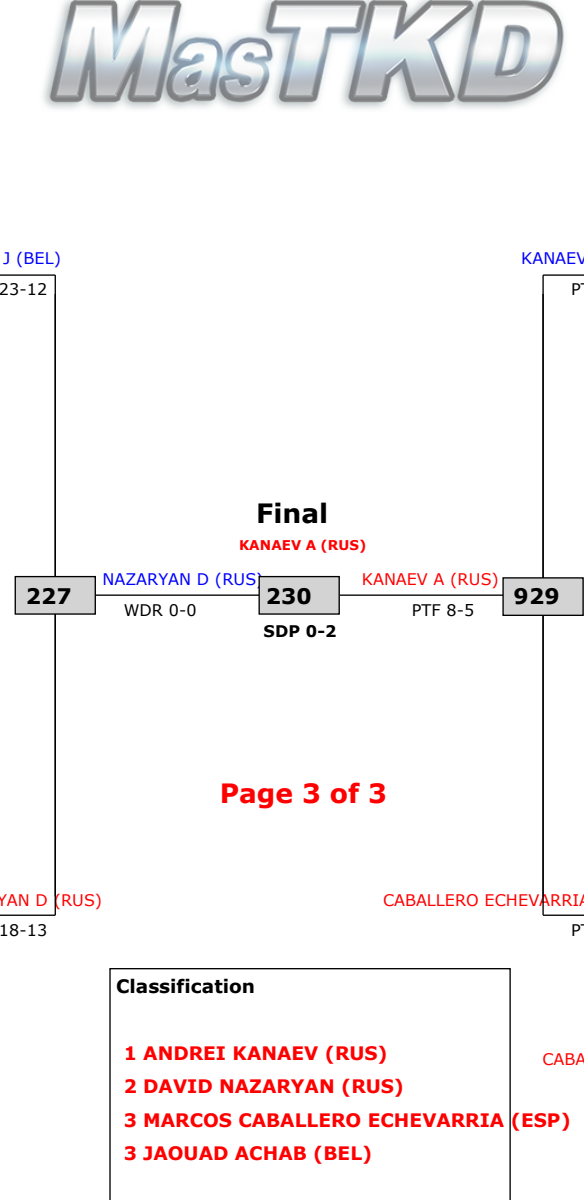 MasTKD
J (BEL)
KANAEV
23-12
PT
Final
KANAEV A (RUS)
NAZARYAN D (RUS)
KANAEV A (RUS)
227
230
929
WDR 0-0
PTF 8-5
SDP 0-2
Page 3 of 3
YAN D (RUS)
CABALLERO ECHEVARRIA
18-13
PT
Classification
1 ANDREI KANAEV (RUS)
CABA
2 DAVID NAZARYAN (RUS)
3 MARCOS CABALLERO ECHEVARRIA (ESP)
3 JAOUAD ACHAB (BEL)